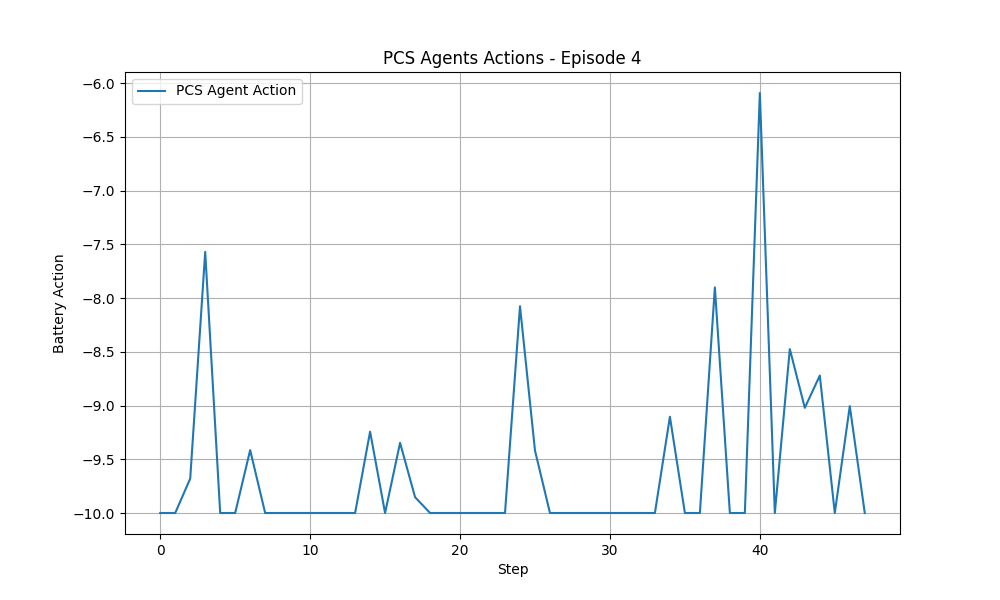 PCS Agents Actions - Episode 4
PCS Agent Action
−6.0
−6.5
−7.0
−7.5
−8.0
−8.5
−9.0
−9.5
−10.0
Battery Action
0 10 20 30 40
Step